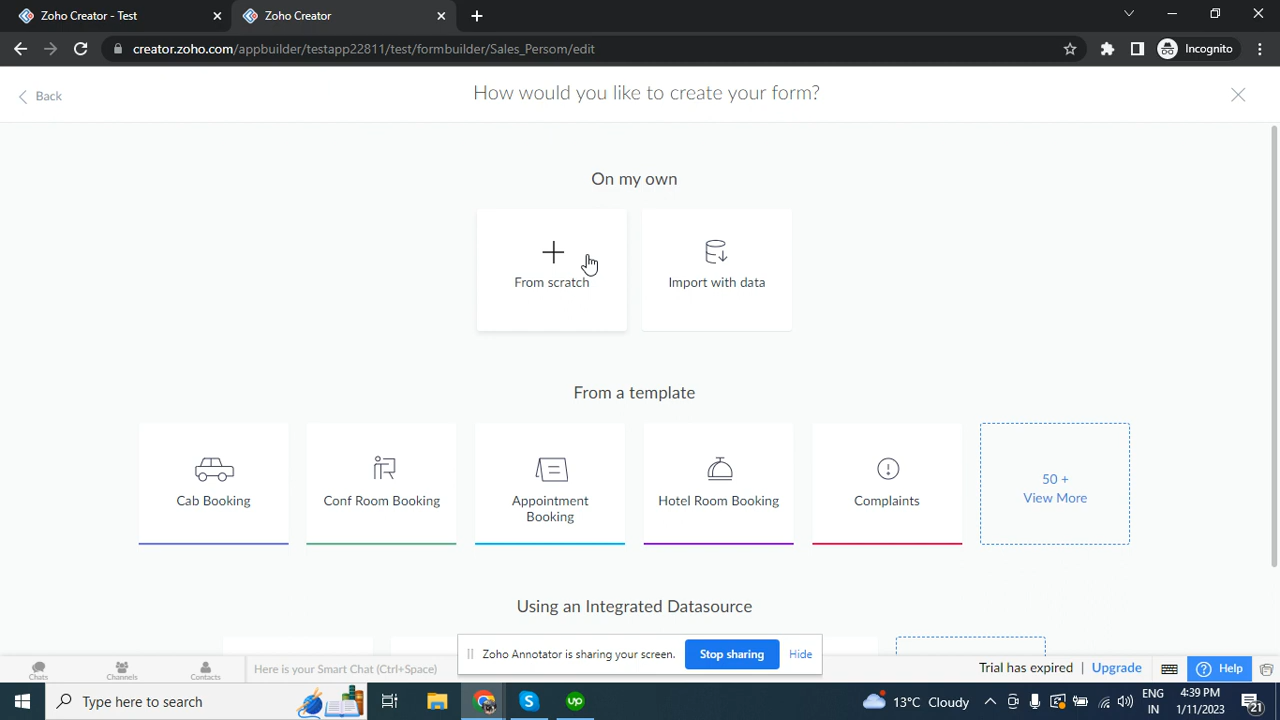 Zoho Creator - Test
Zoho Creator
creator.zoho.com/appbuilder/testapp22811/test/formbuilder/Sales_Persom/edit
Incognito
Back
How would you like to create your form?
On my own
From scratch
Import with data
From a template
Cab Booking
Conf Room Booking
Appointment
Booking
Hotel Room Booking
Complaints
50 +
View More
Using an Integrated Datasource
Zoho Annotator is sharing your screen.
Stop sharing
Hide
Chats
Channels
Contacts
Here is your Smart Chat (Ctrl+Space)
Trial has expired
Upgrade
Help
Type here to search
up
13°C Cloudy
ENG
IN
4:39 PM
1/11/2023
21